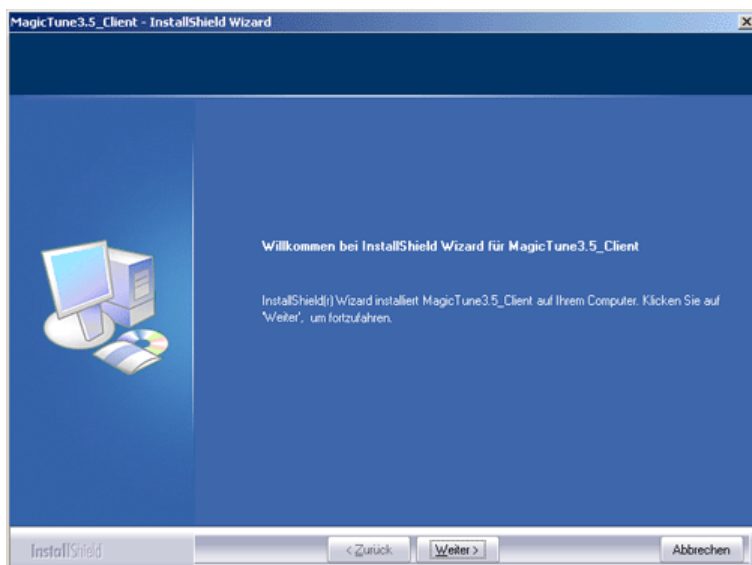 MagicTune3.5_Client - InstallShield Wizard
Willkommen bei InstallShield Wizard für MagicTune3.5_Client
InstallShield(r) Wizard installiert MagicTune3.5_Client auf Ihrem Computer. Klicken Sie auf
'Weiter', um fortzufahren.
InstallShield
< Zurück
Weiter >
Abbrechen